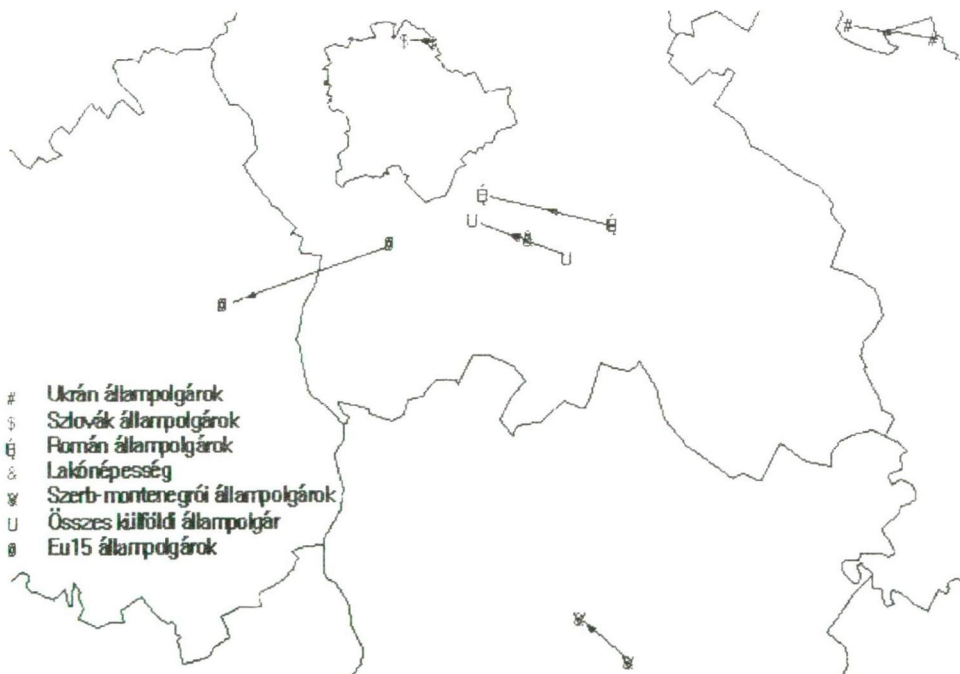 # Ukrán állampolgárok
$ Szlovák állampolgárok
Román állampolgárok
& Lakónépesség
Szerb-montenegrói állampolgárok
U Összes külföldi állampolgár
Eu15 állampolgárok